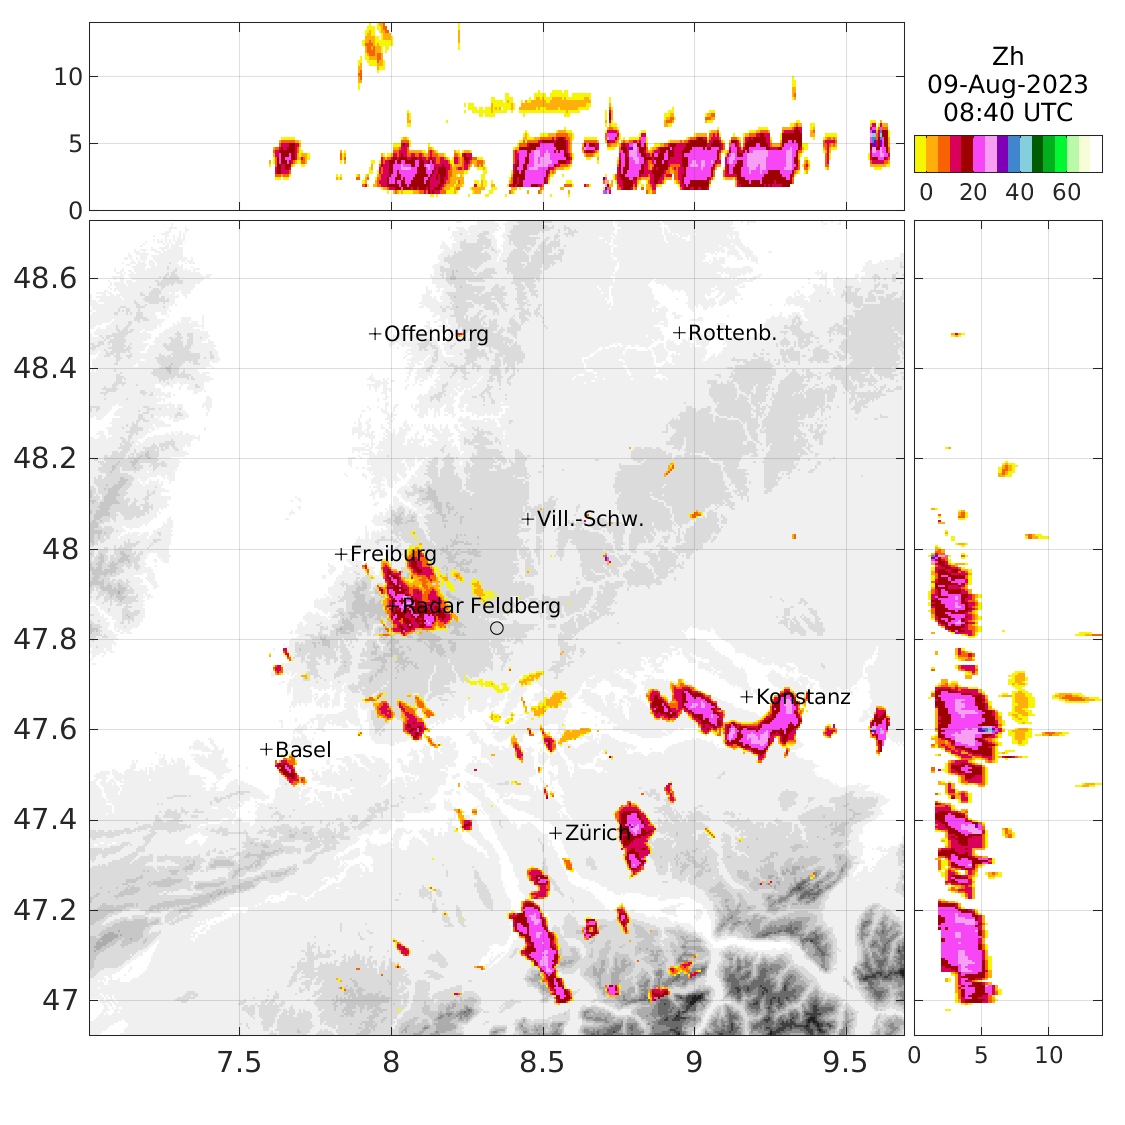 10
5
0
Zh
09-Aug-2023
08:40 UTC
0 20 40 60
48.6
48.4
48.2
48
47.8
47.6
47.4
47.2
47
+Offenburg
+Rottenb.
+Vill.-Schw.
+Freiburg
+Radar Feldberg
+Konstanz
+Basel
+Zürich
7.5 8 8.5 9 9.5
0 5 10